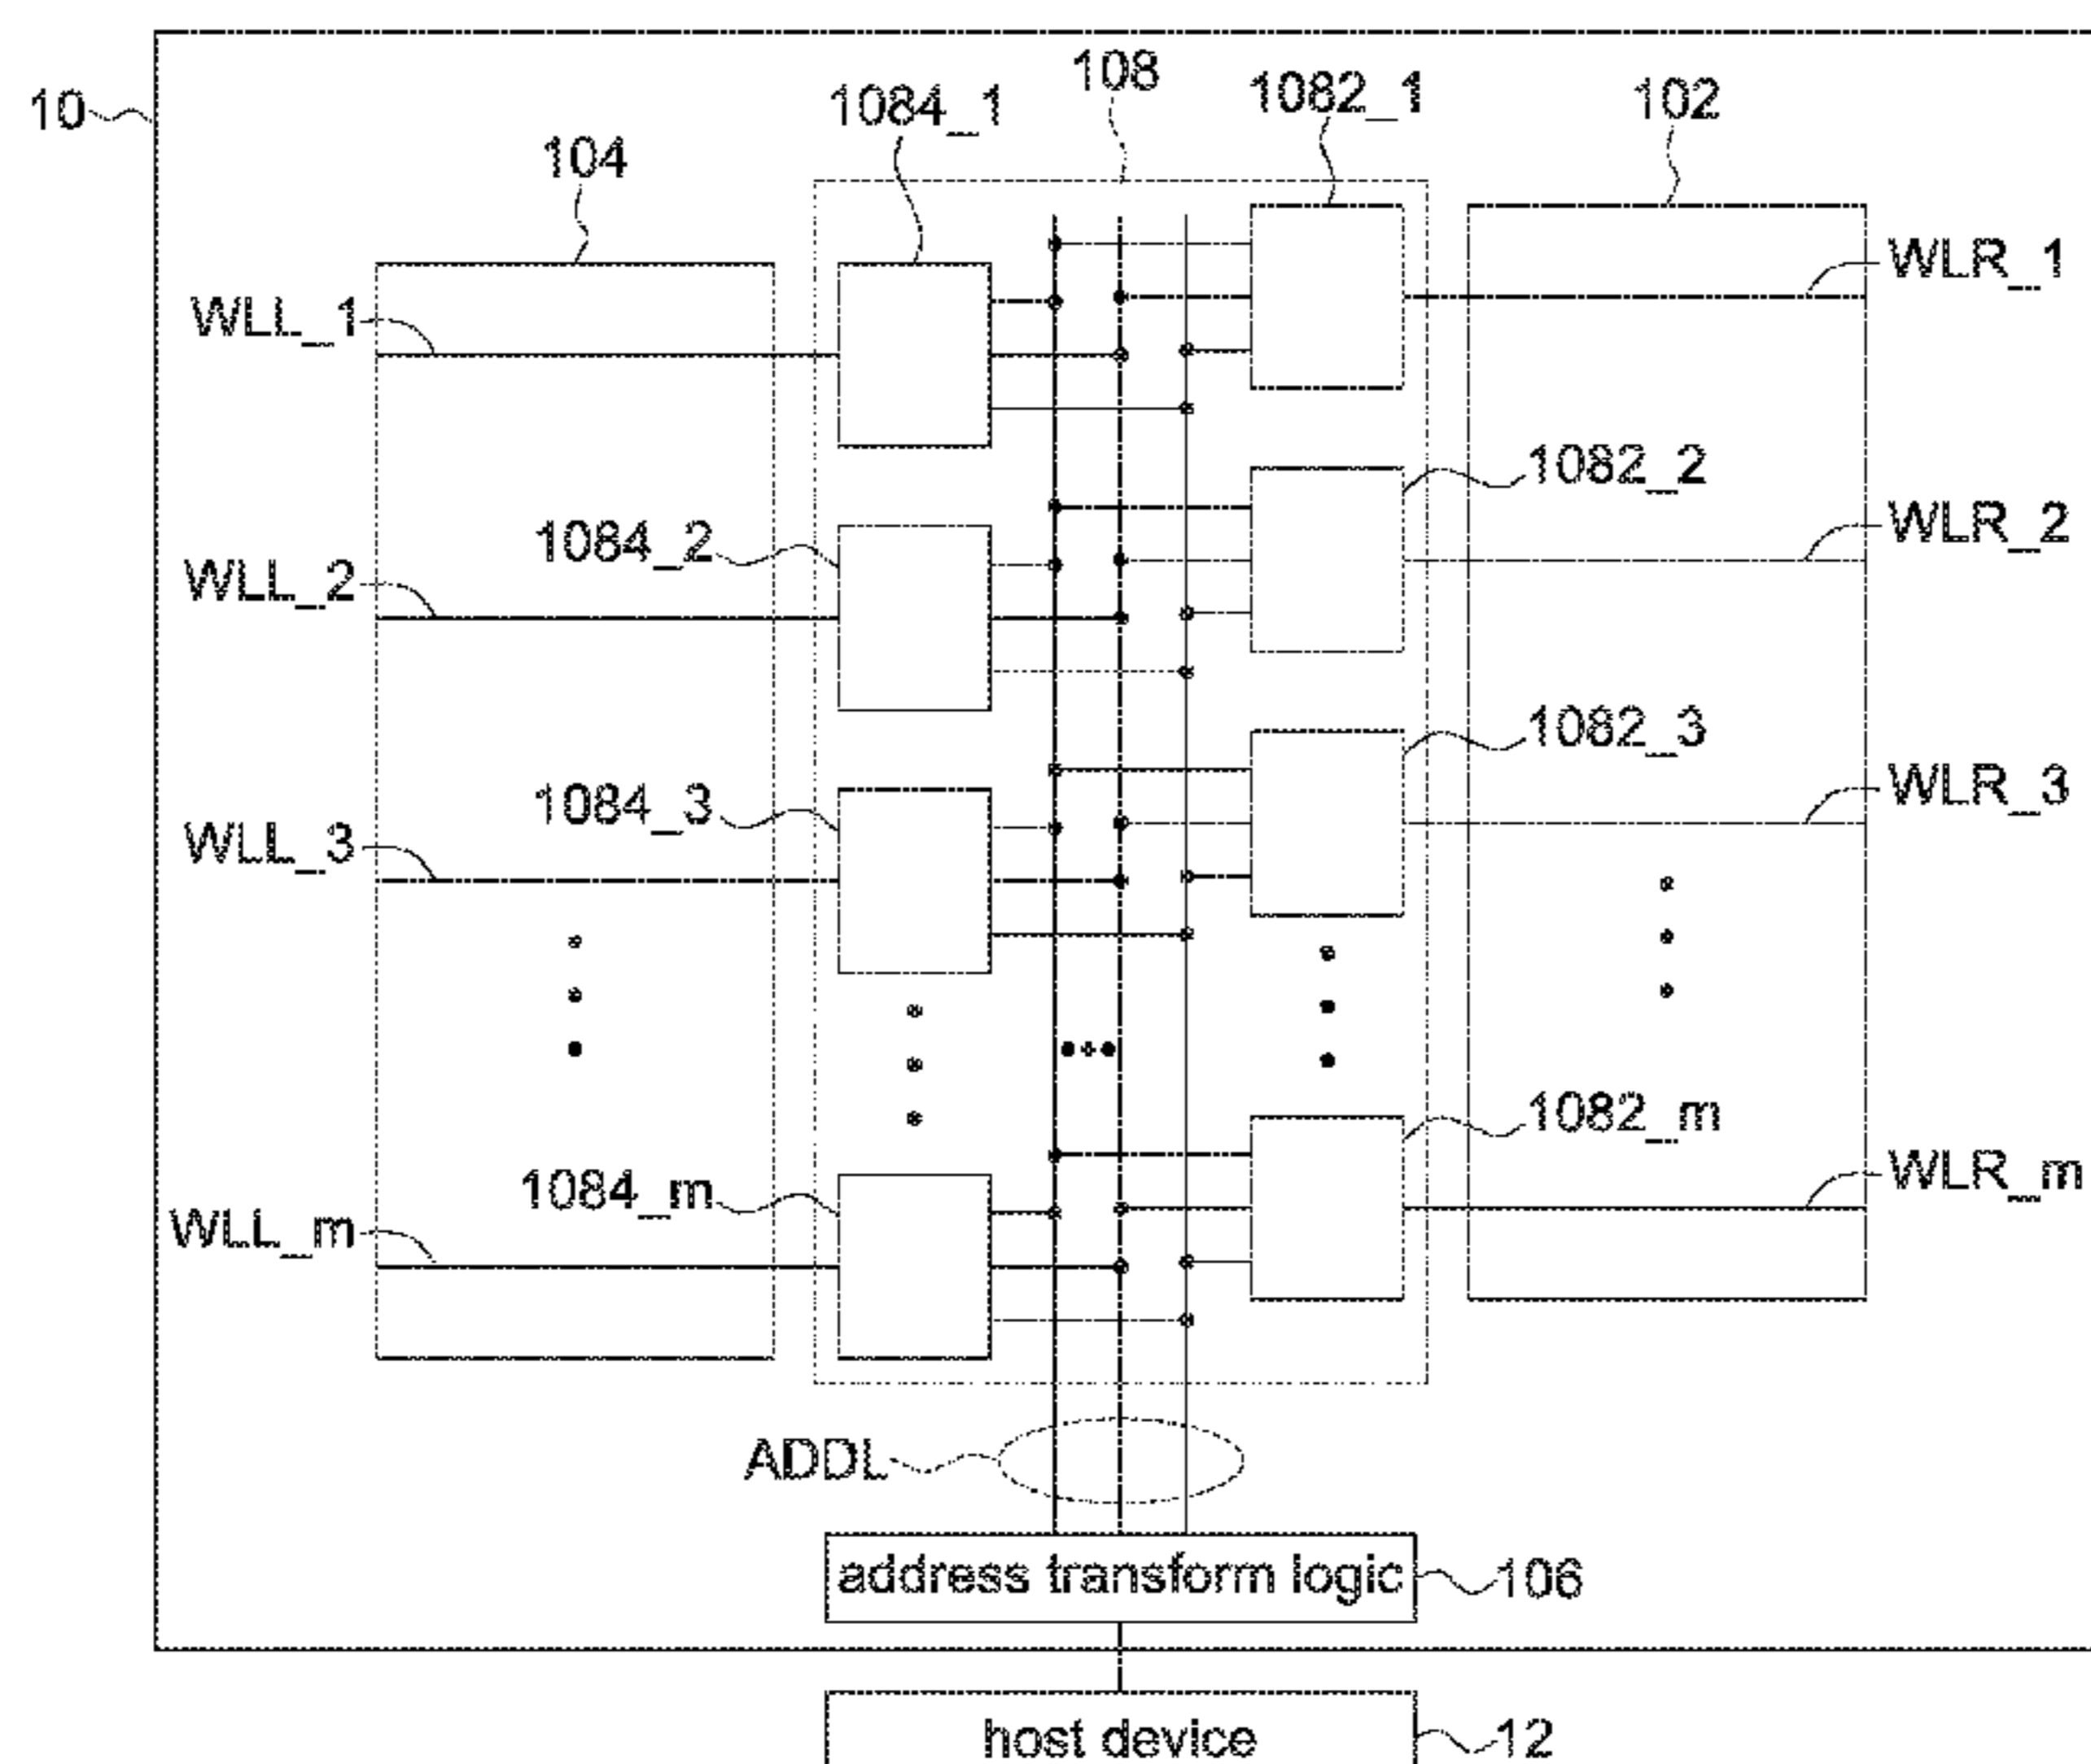 10
108
1084_1
1082_1
102
104
WLR_1
WLL_1
1082_2
WLR_2
1084_2
WLL_2
1082_3
WLR_3
1084_3
WLL_3
1082_m
WLR_m
1084_m
WLL_m
ADDL
address transform logic
106
host device
12